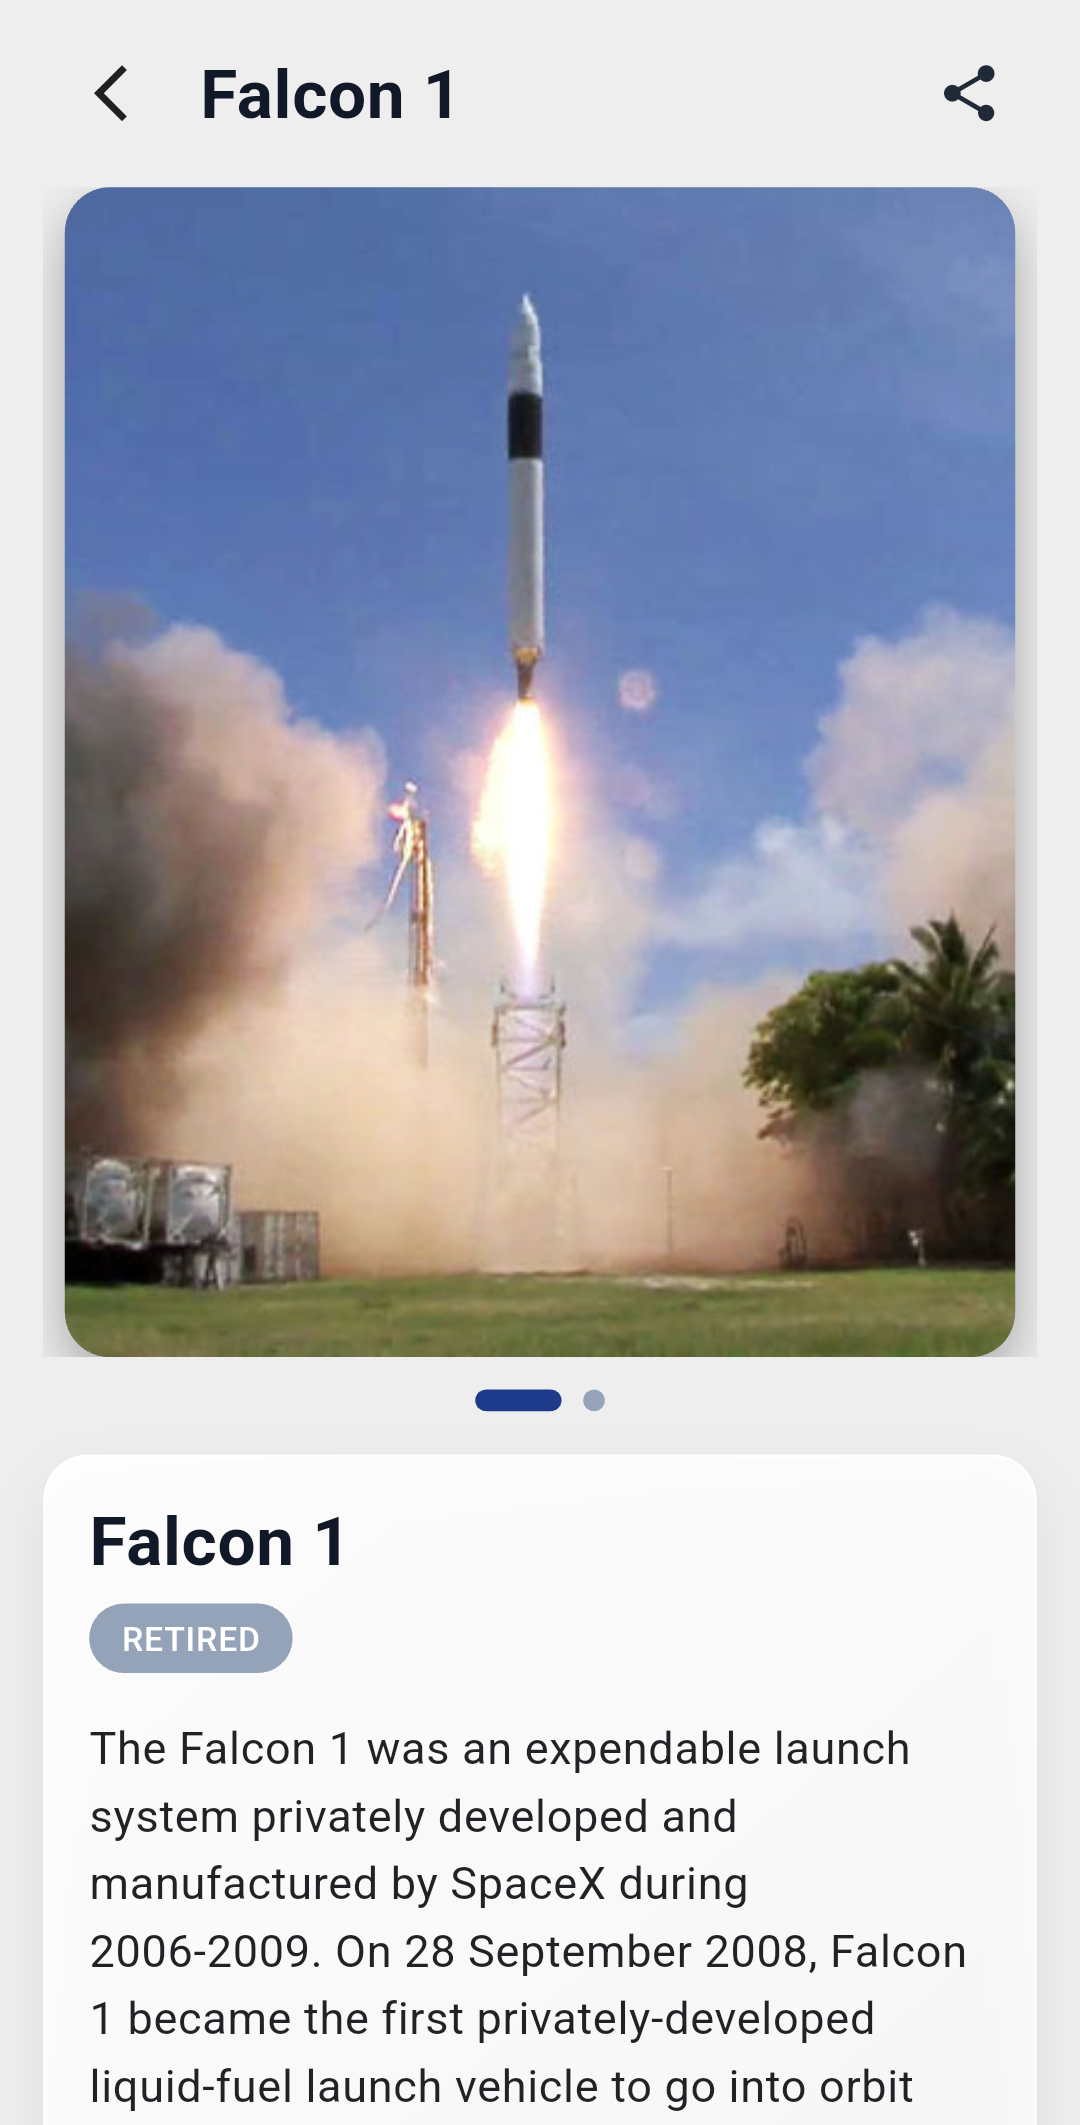 Falcon 1
Falcon 1
RETIRED
The Falcon 1 was an expendable launch
system privately developed and
manufactured by SpaceX during
2006-2009. On 28 September 2008, Falcon
1 became the first privately-developed
liquid-fuel launch vehicle to go into orbit